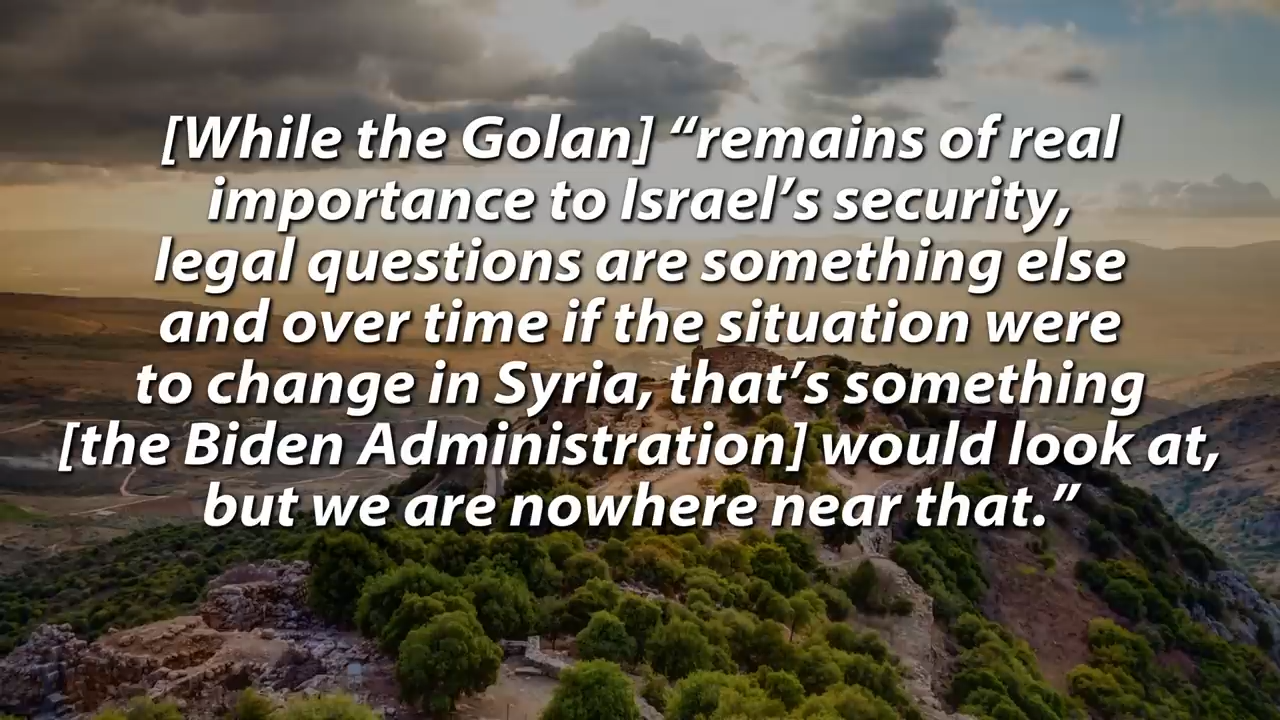 [While the Golan] “remains of real
importance to Israel’s security,
legal questions are something else
and over time if the situation were
to change in Syria, that’s something
[the Biden Administration] would look at,
but we are nowhere near that.”